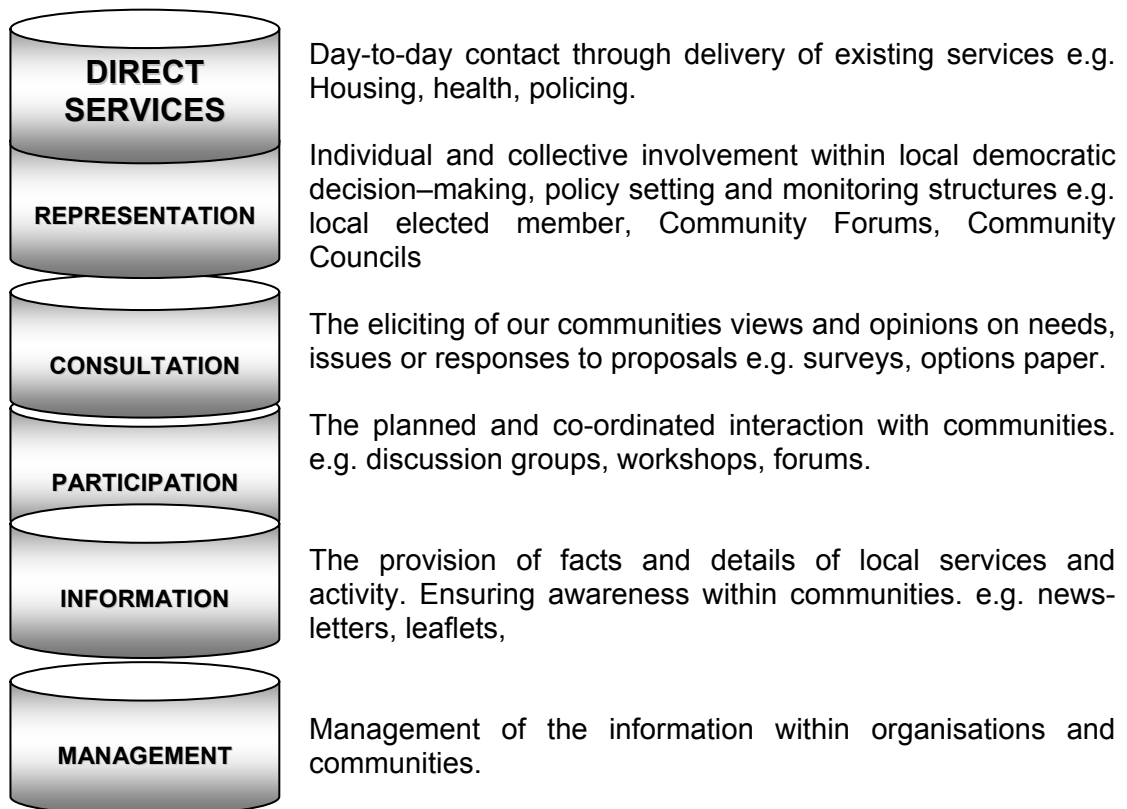 DIRECT
SERVICES
Day-to-day contact through delivery of existing services e.g.
Housing, health, policing.
REPRESENTATION
Individual and collective involvement within local democratic
decision–making, policy setting and monitoring structures e.g.
local elected member, Community Forums, Community
Councils
CONSULTATION
The eliciting of our communities views and opinions on needs,
issues or responses to proposals e.g. surveys, options paper.
PARTICIPATION
The planned and co-ordinated interaction with communities.
e.g. discussion groups, workshops, forums.
INFORMATION
The provision of facts and details of local services and
activity. Ensuring awareness within communities. e.g. news-
letters, leaflets,
MANAGEMENT
Management of the information within organisations and
communities.